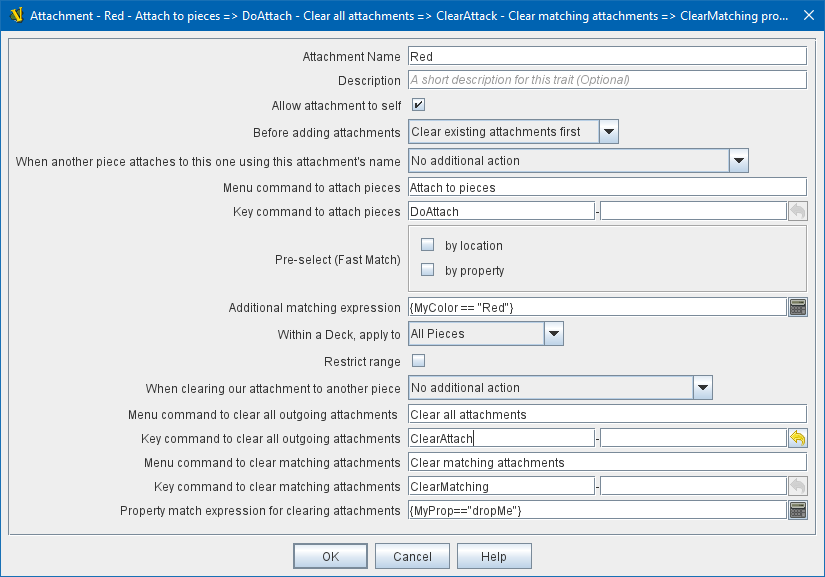 Attachment - Red - Attach to pieces => DoAttach - Clear all attachments => ClearAttack - Clear matching attachments => ClearMatching pro...
Attachment Name Red
Description A short description for this trait (Optional)
Allow attachment to self
Before adding attachments Clear existing attachments first
When another piece attaches to this one using this attachment's name No additional action
Menu command to attach pieces Attach to pieces
Key command to attach pieces DoAttach -
Pre-select (Fast Match) by location
by property
Additional matching expression {MyColor == "Red"}
Within a Deck, apply to All Pieces
Restrict range
When clearing our attachment to another piece No additional action
Menu command to clear all outgoing attachments Clear all attachments
Key command to clear all outgoing attachments ClearAttach -
Menu command to clear matching attachments Clear matching attachments
Key command to clear matching attachments ClearMatching -
Property match expression for clearing attachments {MyProp=="dropMe"}
OK Cancel Help